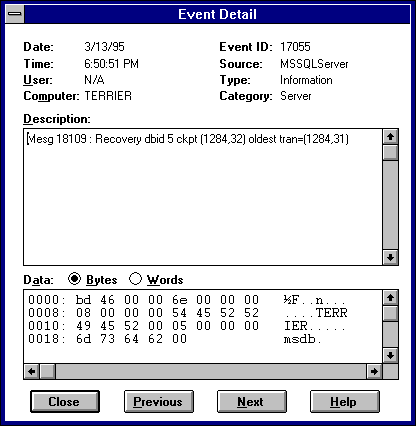 Event Detail
Date: 3/13/95 Event ID: 17055
Time: 6:50:51 PM Source: MSSQLServer
User: N/A Type: Information
Computer: TERRIER Category: Server
Description:
Mesg 18109 : Recovery dbid 5 ckpt (1284,32) oldest tran=(1284,31)
Data: Bytes Words
0000: bd 46 00 00 6e 00 00 00 ½F..n...
0008: 08 00 00 00 54 45 52 52 ....TERR
0010: 49 45 52 00 05 00 00 00 IER.....
0018: 6d 73 64 62 00 msdb.
Close Previous Next Help